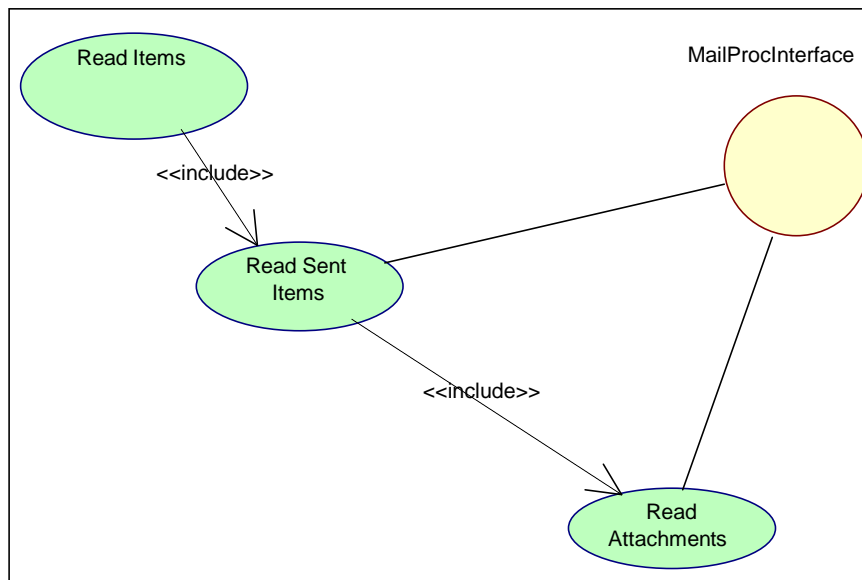 Read Items
MailProcInterface
<<include>>
Read Sent
Items
<<include>>
Read
Attachments